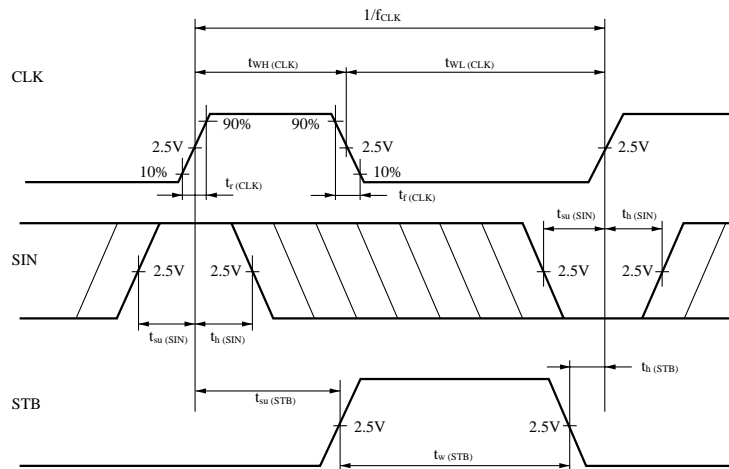 1/fCLK
tWH (CLK) tWL (CLK)
CLK
90% 90%
2.5V 2.5V 2.5V
10% 10%
tr (CLK) tf (CLK)
tsu (SIN) th (SIN)
SIN
2.5V 2.5V 2.5V 2.5V
tsu (SIN) th (SIN)
th (STB)
tsu (STB)
STB
2.5V 2.5V
tw (STB)